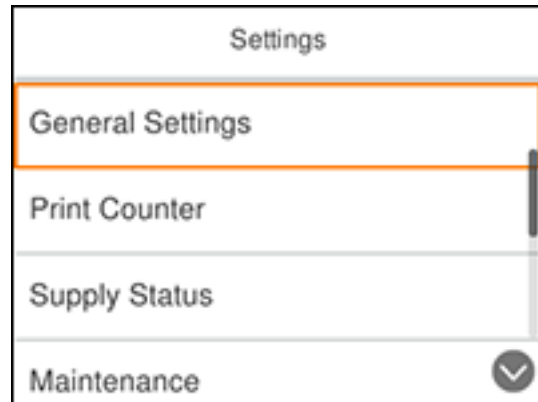 Settings
General Settings
Print Counter
Supply Status
Maintenance